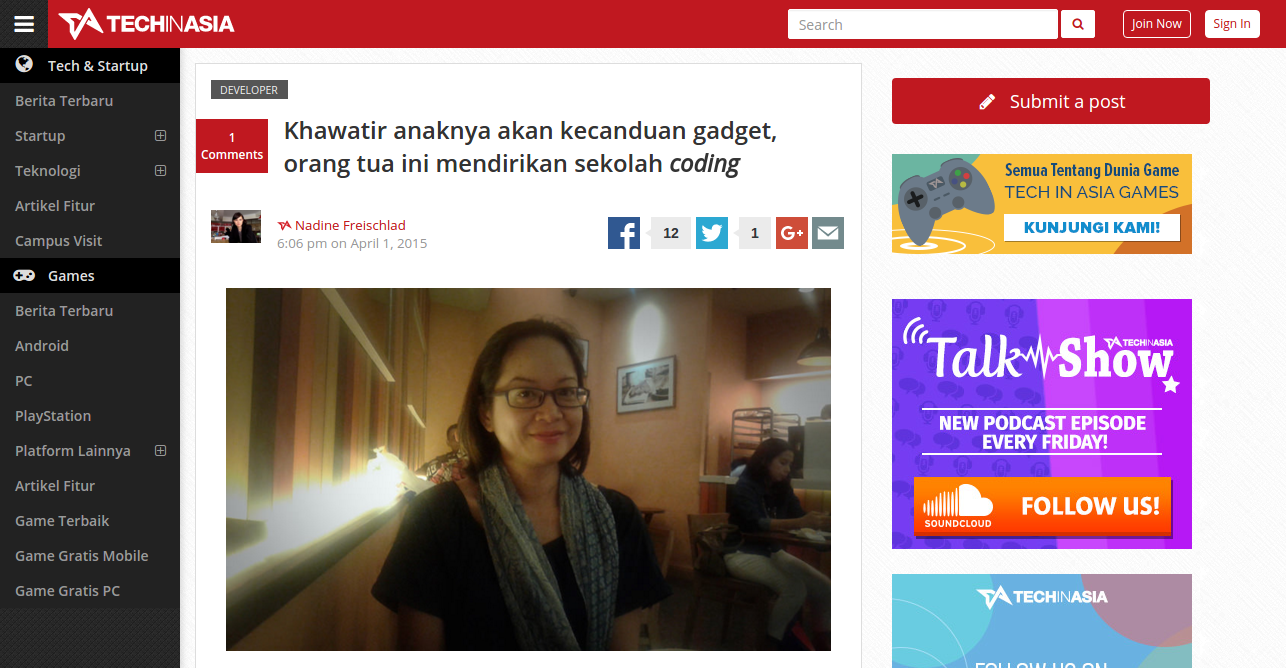 TECHINASIA
Search
Join Now
Sign In
Tech & Startup
Berita Terbaru
Startup
Teknologi
Artikel Fitur
Campus Visit
Games
Berita Terbaru
Android
PC
PlayStation
Platform Lainnya
Artikel Fitur
Game Terbaik
Game Gratis Mobile
Game Gratis PC
DEVELOPER
1
Comments
Khawatir anaknya akan kecanduan gadget,
orang tua ini mendirikan sekolah coding
Nadine Freischlad
6:06 pm on April 1, 2015
12
1
G+
Submit a post
Semua Tentang Dunia Game
TECH IN ASIA GAMES
KUNJUNGI KAMI!
TECHINASIA
Talk Show
NEW PODCAST EPISODE
EVERY FRIDAY!
SOUNDCLOUD
FOLLOW US!
TECHINASIA
FOLLOW US ON